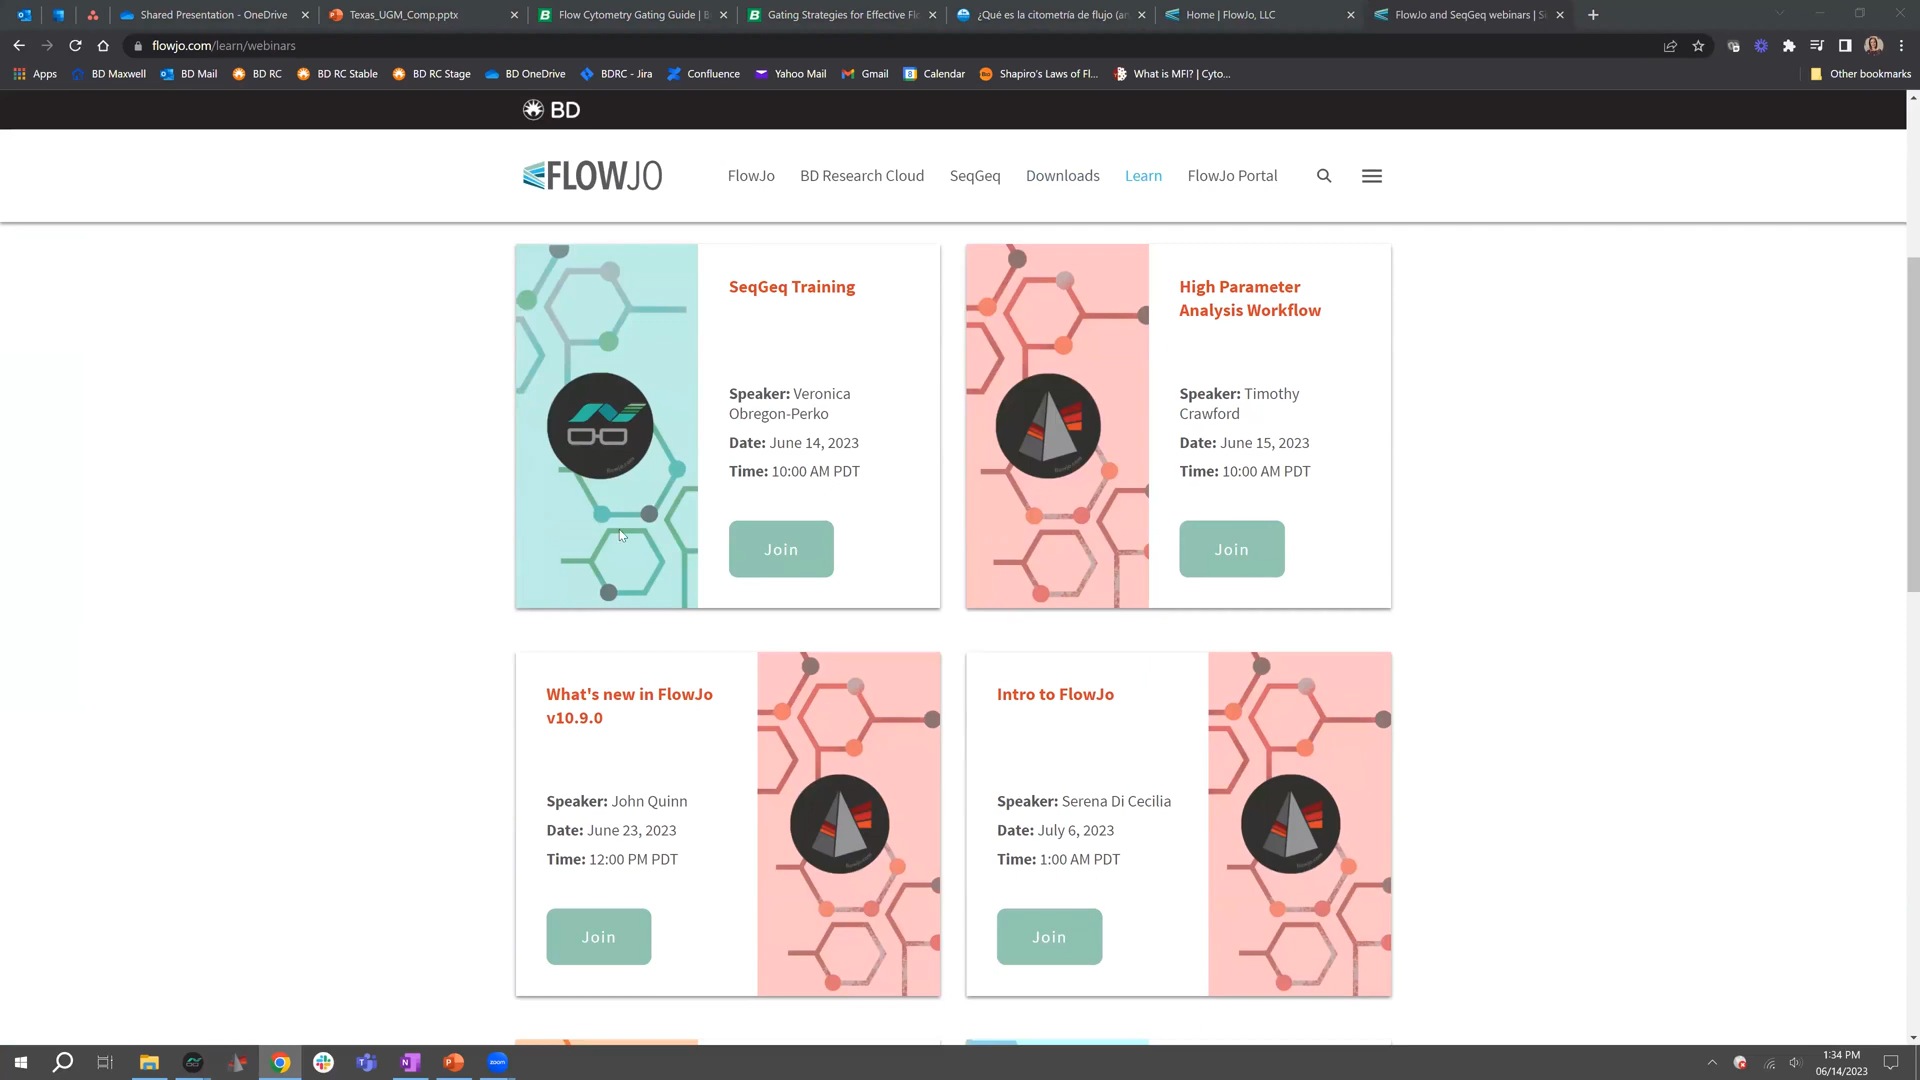 Shared Presentation - OneDrive
Texas_UGM_Comp.pptx
Flow Cytometry Gating Guide | B
Gating Strategies for Effective Flo
¿Qué es la citometría de flujo (an
Home | FlowJo, LLC
FlowJo and SeqGeq webinars | Si
flowjo.com/learn/webinars
Apps
BD Maxwell
BD Mail
BD RC
BD RC Stable
BD RC Stage
BD OneDrive
BDRC - Jira
Confluence
Yahoo Mail
Gmail
Calendar
Shapiro's Laws of Fl...
What is MFI? | Cyto...
Other bookmarks
BD
FLOWJO
FlowJo
BD Research Cloud
SeqGeq
Downloads
Learn
FlowJo Portal
SeqGeq Training
Speaker: Veronica
Obregon-Perko
Date: June 14, 2023
Time: 10:00 AM PDT
Join
High Parameter
Analysis Workflow
Speaker: Timothy
Crawford
Date: June 15, 2023
Time: 10:00 AM PDT
Join
What's new in FlowJo
v10.9.0
Speaker: John Quinn
Date: June 23, 2023
Time: 12:00 PM PDT
Join
Intro to FlowJo
Speaker: Serena Di Cecilia
Date: July 6, 2023
Time: 1:00 AM PDT
Join
zoom
1:34 PM
06/14/2023